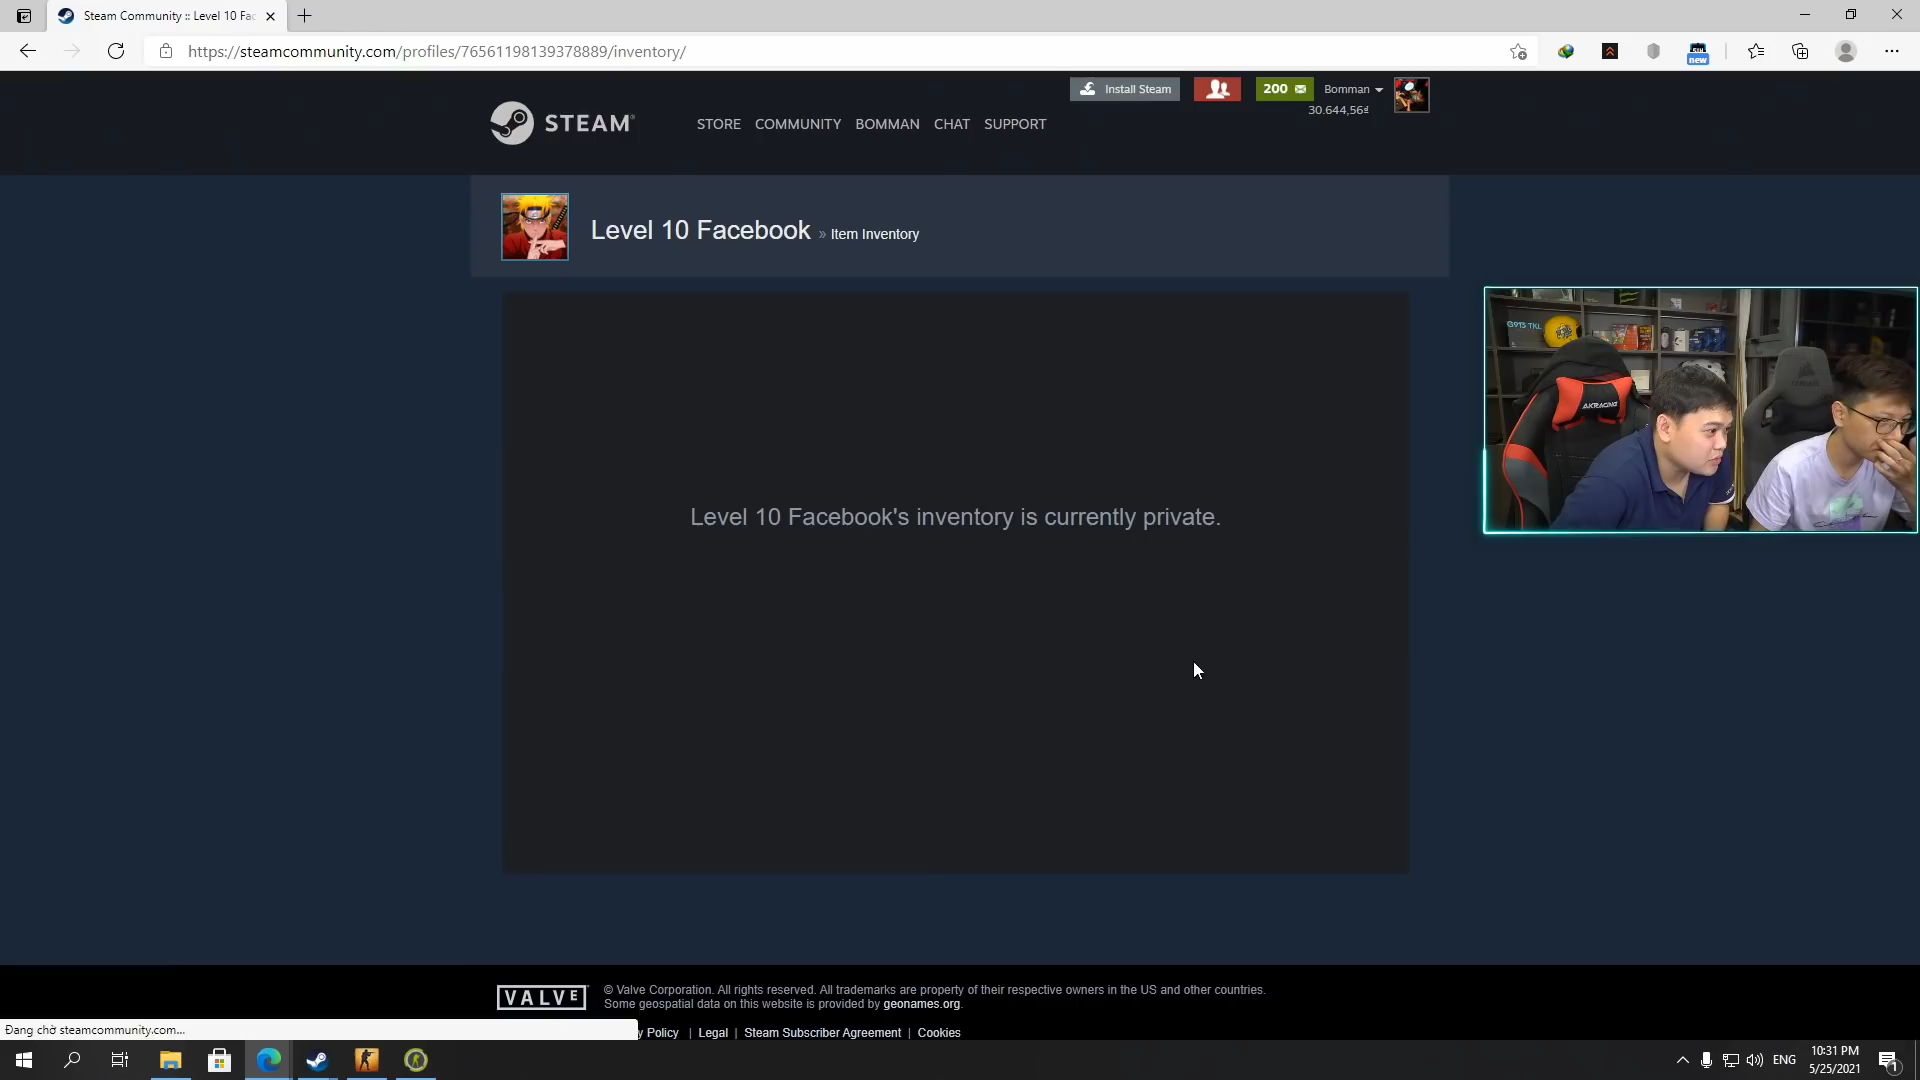 Steam Community :: Level 10 Fac
https://steamcommunity.com/profiles/76561198139378889/inventory/
new
Install Steam
200
Bomman
30.644,56₫
STEAM
STORE COMMUNITY BOMMAN CHAT SUPPORT
Level 10 Facebook » Item Inventory
G913 TKL
AKRACING
Level 10 Facebook's inventory is currently private.
VALVE
© Valve Corporation. All rights reserved. All trademarks are property of their respective owners in the US and other countries.
Some geospatial data on this website is provided by geonames.org.
Đang chờ steamcommunity.com...
y Policy | Legal | Steam Subscriber Agreement | Cookies
ENG
10:31 PM
5/25/2021
1